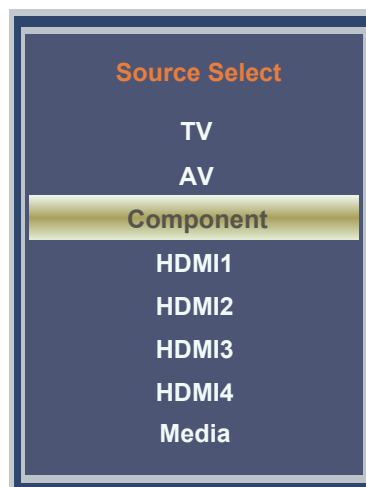 Source Select
TV
AV
Component
HDMI1
HDMI2
HDMI3
HDMI4
Media